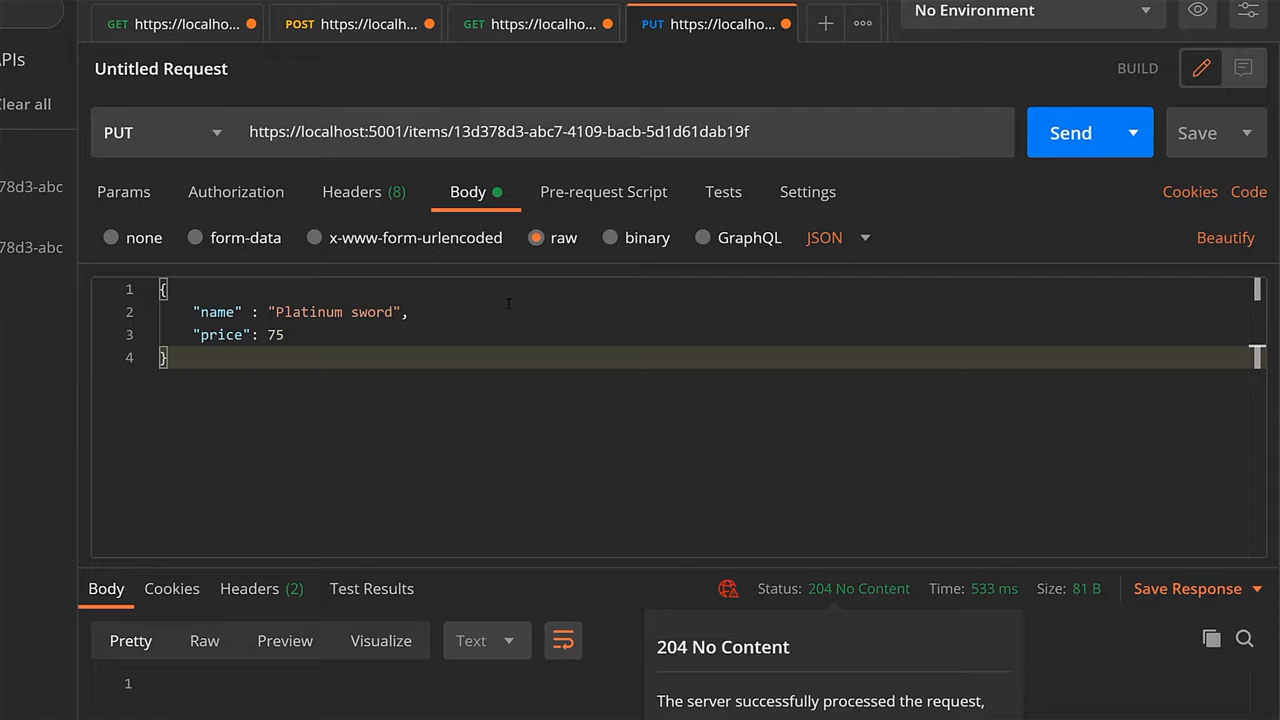 GET https://localho... POST https://localh... GET https://localho... PUT https://localho... No Environment
PIs
Clear all
78d3-abc
78d3-abc
Untitled Request BUILD
PUT https://localhost:5001/items/13d378d3-abc7-4109-bacb-5d1d61dab19f Send Save
Params Authorization Headers (8) Body Pre-request Script Tests Settings Cookies Code
none form-data x-www-form-urlencoded raw binary GraphQL JSON Beautify
1 {
2 "name" : "Platinum sword",
3 "price": 75
4 }
Body Cookies Headers (2) Test Results Status: 204 No Content Time: 533 ms Size: 81 B Save Response
Pretty Raw Preview Visualize Text
1
204 No Content
The server successfully processed the request,